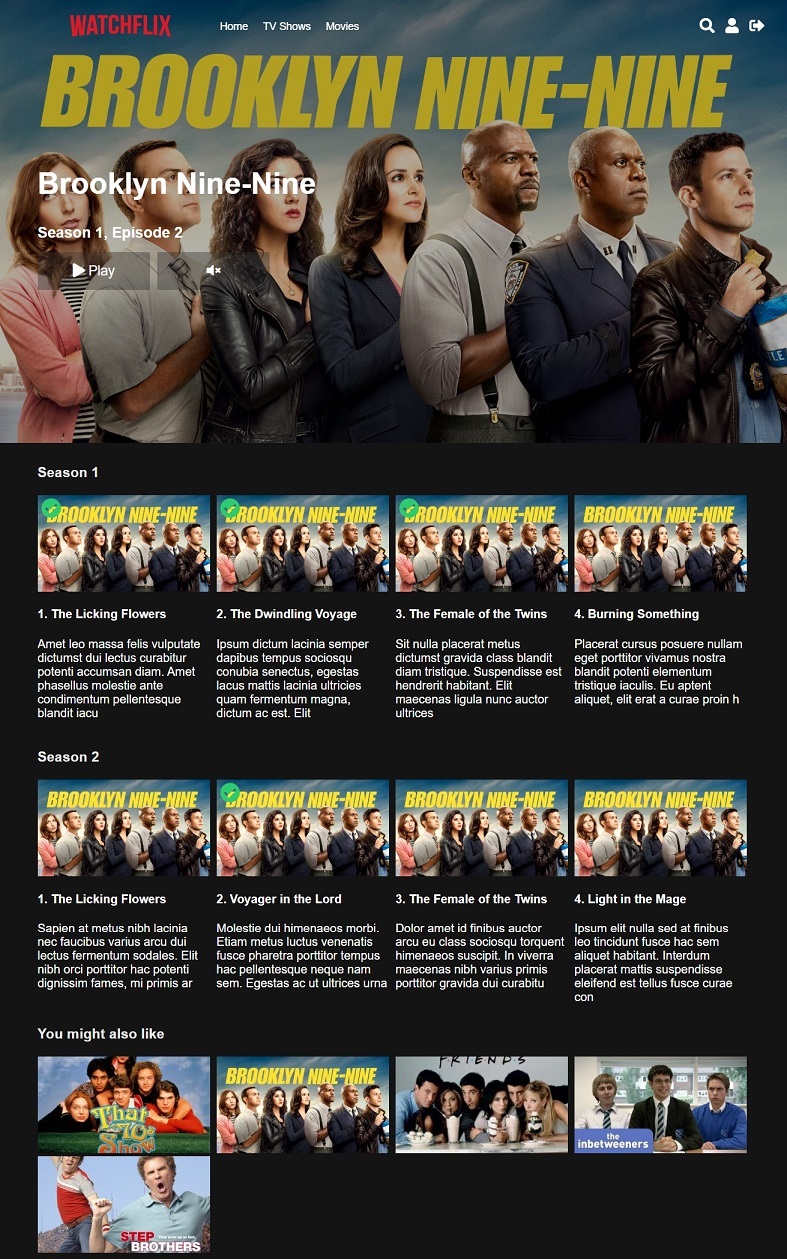 WATCHFLIX
Home TV Shows Movies
BROOKLYN NINE-NINE
Brooklyn Nine-Nine
Season 1, Episode 2
Play
Season 1
BROOKLYN NINE-NINE BROOKLYN NINE-NINE BROOKLYN NINE-NINE BROOKLYN NINE-NINE
1. The Licking Flowers
Amet leo massa felis vulputate
dictumst dui lectus curabitur
potenti accumsan diam. Amet
phasellus molestie ante
condimentum pellentesque
blandit iacu
2. The Dwindling Voyage
Ipsum dictum lacinia semper
dapibus tempus sociosqu
conubia senectus, egestas
lacus mattis lacinia ultricies
quam fermentum magna,
dictum ac est. Elit
3. The Female of the Twins
Sit nulla placerat metus
dictumst gravida class blandit
diam tristique. Suspendisse est
hendrerit habitant. Elit
maecenas ligula nunc auctor
ultrices
4. Burning Something
Placerat cursus posuere nullam
eget porttitor vivamus nostra
blandit potenti elementum
tristique iaculis. Eu aptent
aliquet, elit erat a curae proin h
Season 2
BROOKLYN NINE-NINE BROOKLYN NINE-NINE BROOKLYN NINE-NINE BROOKLYN NINE-NINE
1. The Licking Flowers
Sapien at metus nibh lacinia
nec faucibus varius arcu dui
lectus fermentum sodales. Elit
nibh orci porttitor hac potenti
dignissim fames, mi primis ar
2. Voyager in the Lord
Molestie dui himenaeos morbi.
Etiam metus luctus venenatis
fusce pharetra porttitor tempus
hac pellentesque neque nam
sem. Egestas ac ut ultrices urna
3. The Female of the Twins
Dolor amet id finibus auctor
arcu eu class sociosqu torquent
himenaeos suscipit. In viverra
maecenas nibh varius primis
porttitor gravida dui curabitu
4. Light in the Mage
Ipsum elit nulla sed at finibus
leo tincidunt fusce hac sem
aliquet habitant. Interdum
placerat mattis suspendisse
eleifend est tellus fusce curae
con
You might also like
That
'70s
Show
BROOKLYN NINE-NINE
FRIENDS
the
inbetweeners
STEP
BROTHERS